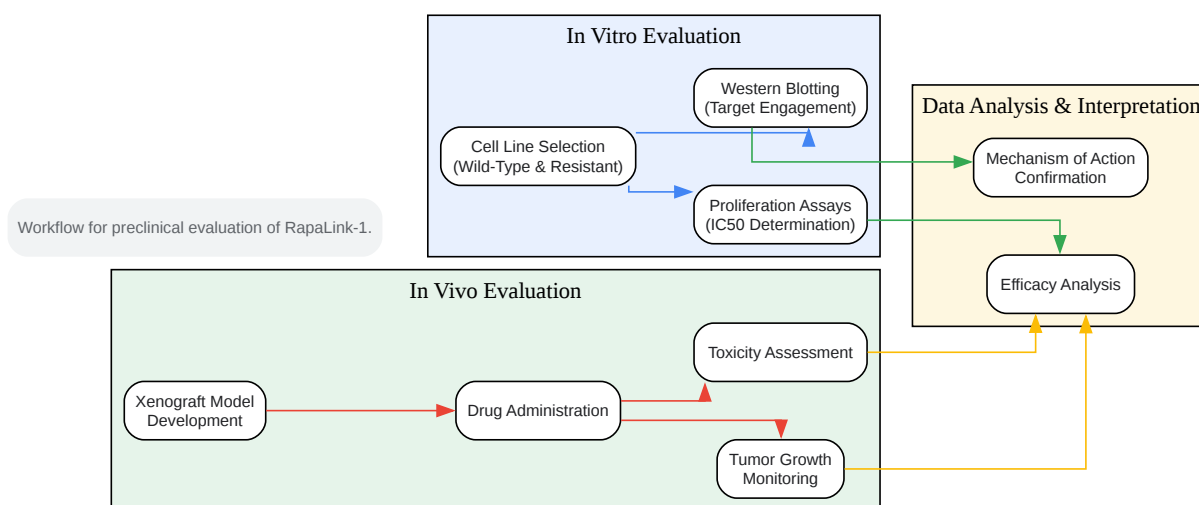 Workflow for preclinical evaluation of RapaLink-1.
In Vitro Evaluation
Cell Line Selection
(Wild-Type & Resistant)
Western Blotting
(Target Engagement)
Proliferation Assays
(IC50 Determination)
Data Analysis & Interpretation
Mechanism of Action
Confirmation
Efficacy Analysis
In Vivo Evaluation
Xenograft Model
Development
Drug Administration
Toxicity Assessment
Tumor Growth
Monitoring